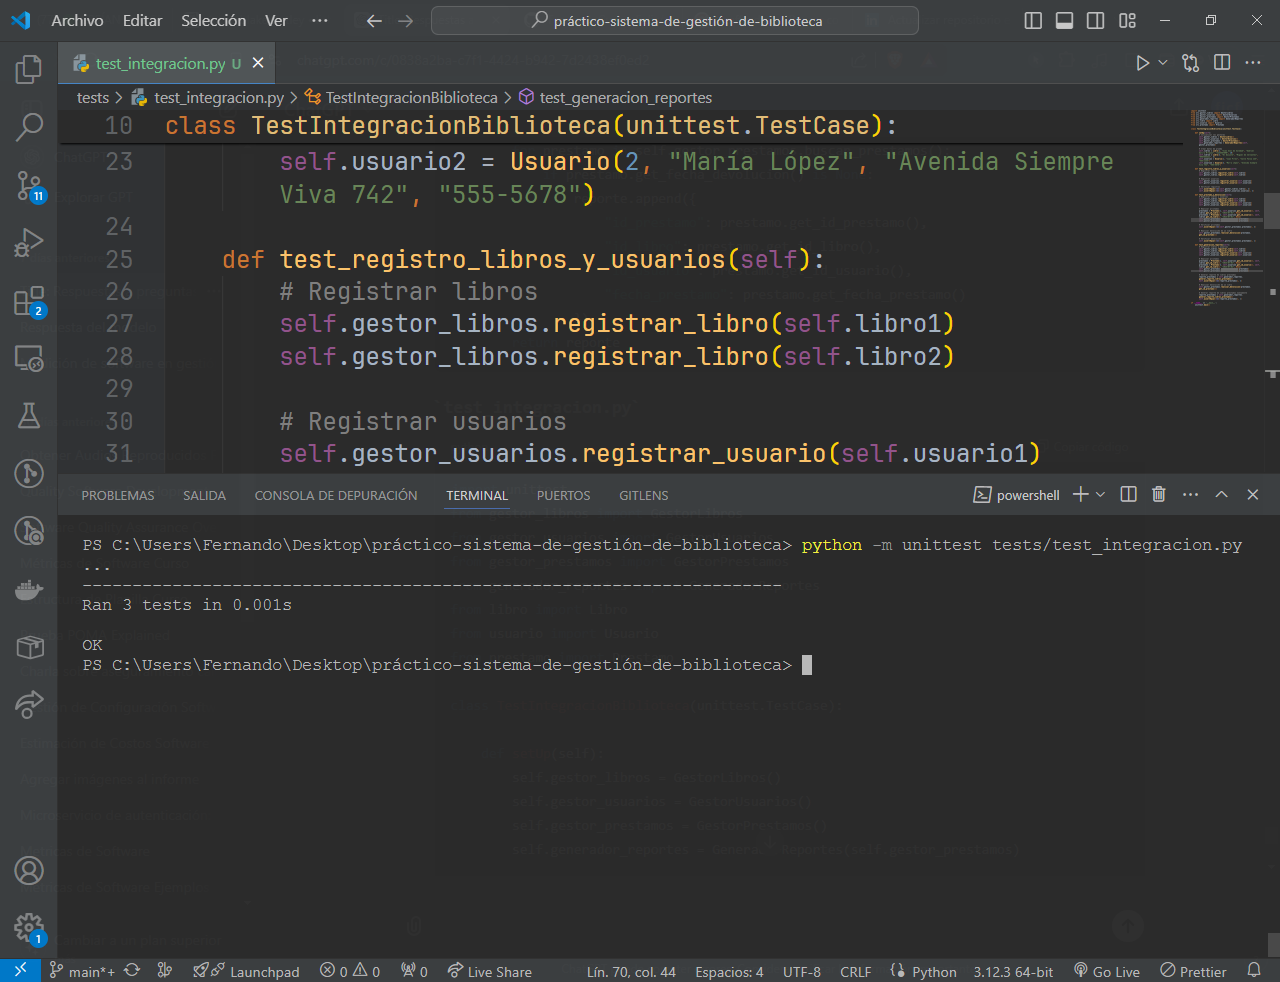 Archivo Editar Selección Ver ··· práctico-sistema-de-gestión-de-biblioteca
test_integracion.py U
tests > test_integracion.py > TestIntegracionBiblioteca > test_generacion_reportes
10 class TestIntegracionBiblioteca(unittest.TestCase):
23 self.usuario2 = Usuario(2, "María López", "Avenida Siempre
Viva 742", "555-5678")
24
25 def test_registro_libros_y_usuarios(self):
26 # Registrar libros
27 self.gestor_libros.registrar_libro(self.libro1)
28 self.gestor_libros.registrar_libro(self.libro2)
29
30 # Registrar usuarios
31 self.gestor_usuarios.registrar_usuario(self.usuario1)
11
2
1
PROBLEMAS SALIDA CONSOLA DE DEPURACIÓN TERMINAL PUERTOS GITLENS powershell
PS C:\Users\Fernando\Desktop\práctico-sistema-de-gestión-de-biblioteca> python -m unittest tests/test_integracion.py
...
----------------------------------------------------------------------
Ran 3 tests in 0.001s
OK
PS C:\Users\Fernando\Desktop\práctico-sistema-de-gestión-de-biblioteca>
main*+ Launchpad 0 0 0 Live Share Lín. 70, col. 44 Espacios: 4 UTF-8 CRLF Python 3.12.3 64-bit Go Live Prettier